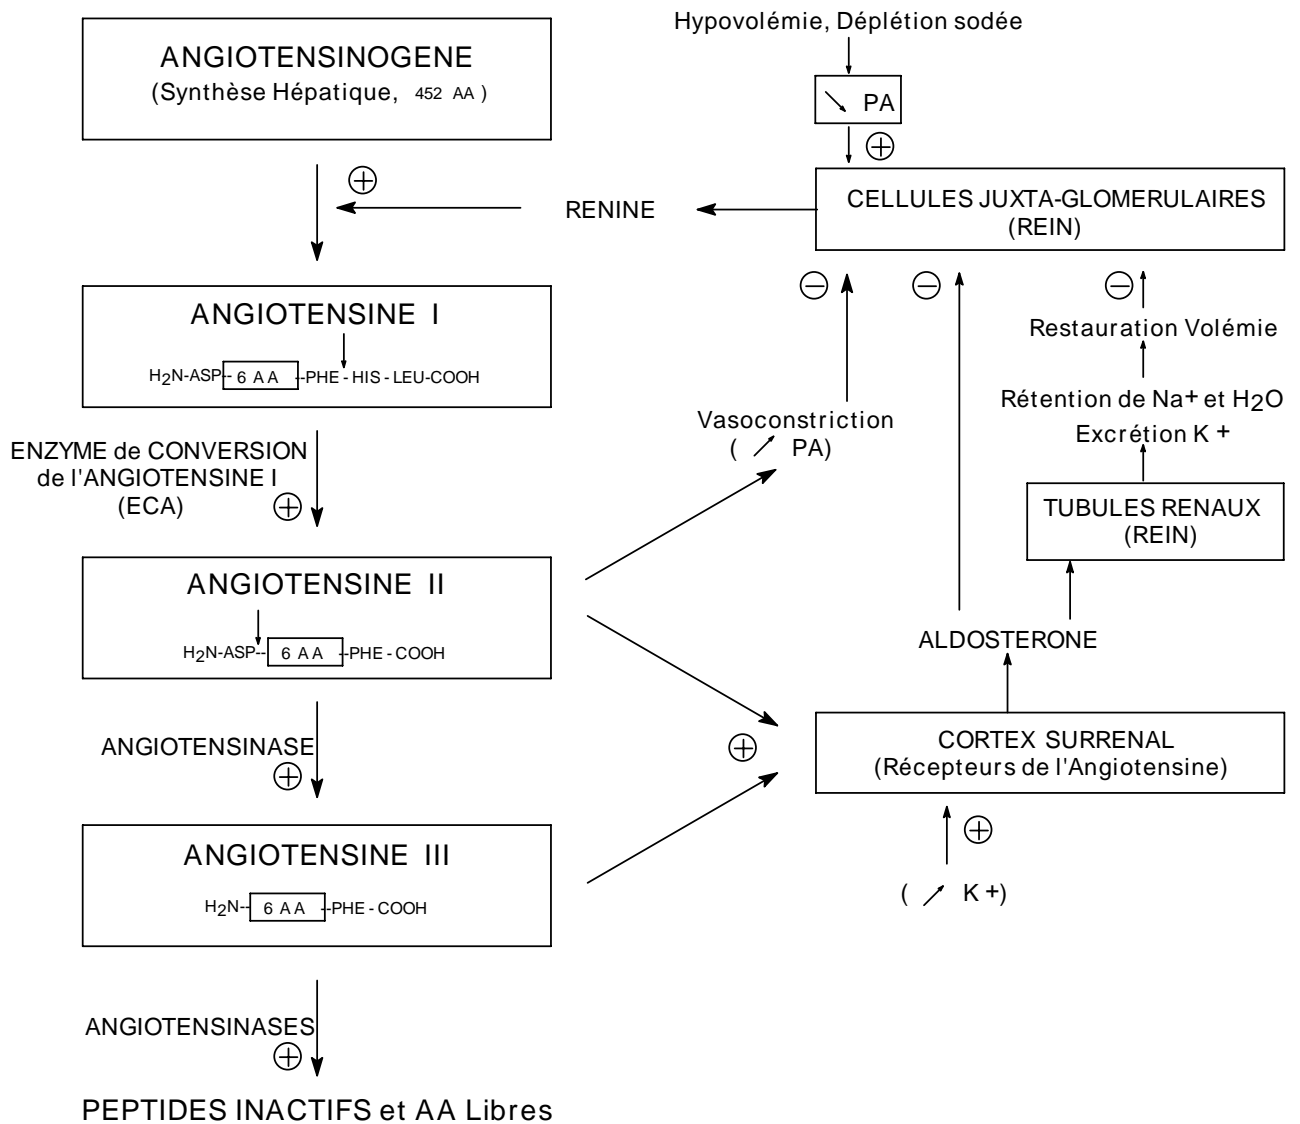 Hypovolémie, Déplétion sodée
ANGIOTENSINOGENE
(Synthèse Hépatique, 452 AA )
↘ PA
+
+
RENINE
CELLULES JUXTA-GLOMERULAIRES
(REIN)
− − −
ANGIOTENSINE I
H2N-ASP-- 6 AA --PHE - HIS - LEU-COOH
Restauration Volémie
Rétention de Na+ et H2O
Excrétion K +
Vasoconstriction
( ↗ PA)
ENZYME de CONVERSION
de l'ANGIOTENSINE I
(ECA)
+
TUBULES RENAUX
(REIN)
ANGIOTENSINE II
H2N-ASP-- 6 AA --PHE - COOH
ALDOSTERONE
ANGIOTENSINASE
+
+
CORTEX SURRENAL
(Récepteurs de l'Angiotensine)
+
( ↗ K +)
ANGIOTENSINE III
H2N-- 6 AA --PHE - COOH
ANGIOTENSINASES
+
PEPTIDES INACTIFS et AA Libres